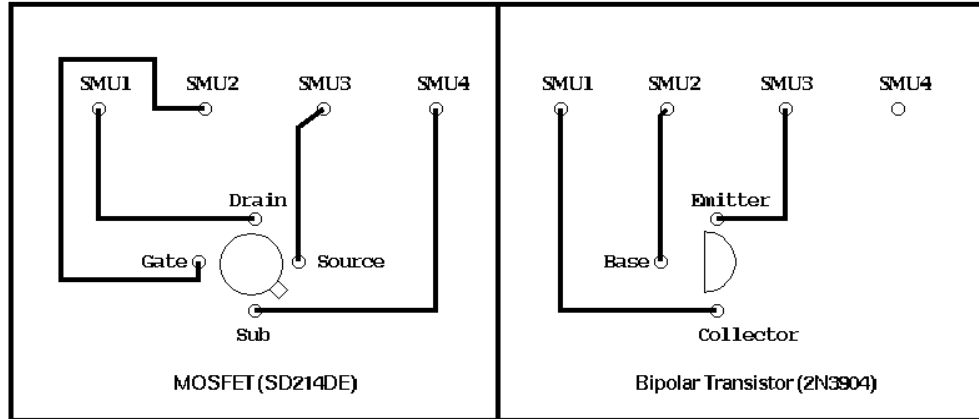 SMU1 SMU2 SMU3 SMU4
Drain
Gate Source
Sub
MOSFET (SD214DE)
SMU1 SMU2 SMU3 SMU4
Emitter
Base
Collector
Bipolar Transistor (2N3904)